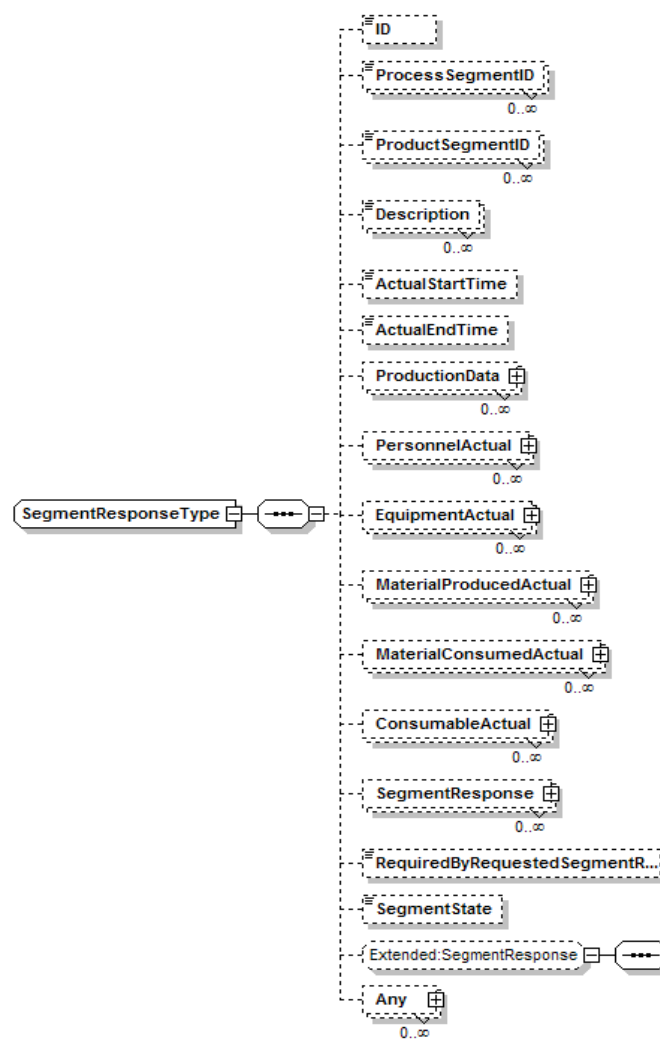 ID
ProcessSegmentID
0..∞
ProductSegmentID
0..∞
Description
0..∞
ActualStartTime
ActualEndTime
ProductionData
0..∞
PersonnelActual
0..∞
SegmentResponseType
EquipmentActual
0..∞
MaterialProducedActual
0..∞
MaterialConsumedActual
0..∞
ConsumableActual
0..∞
SegmentResponse
0..∞
RequiredByRequestedSegmentR...
SegmentState
Extended:SegmentResponse
Any
0..∞